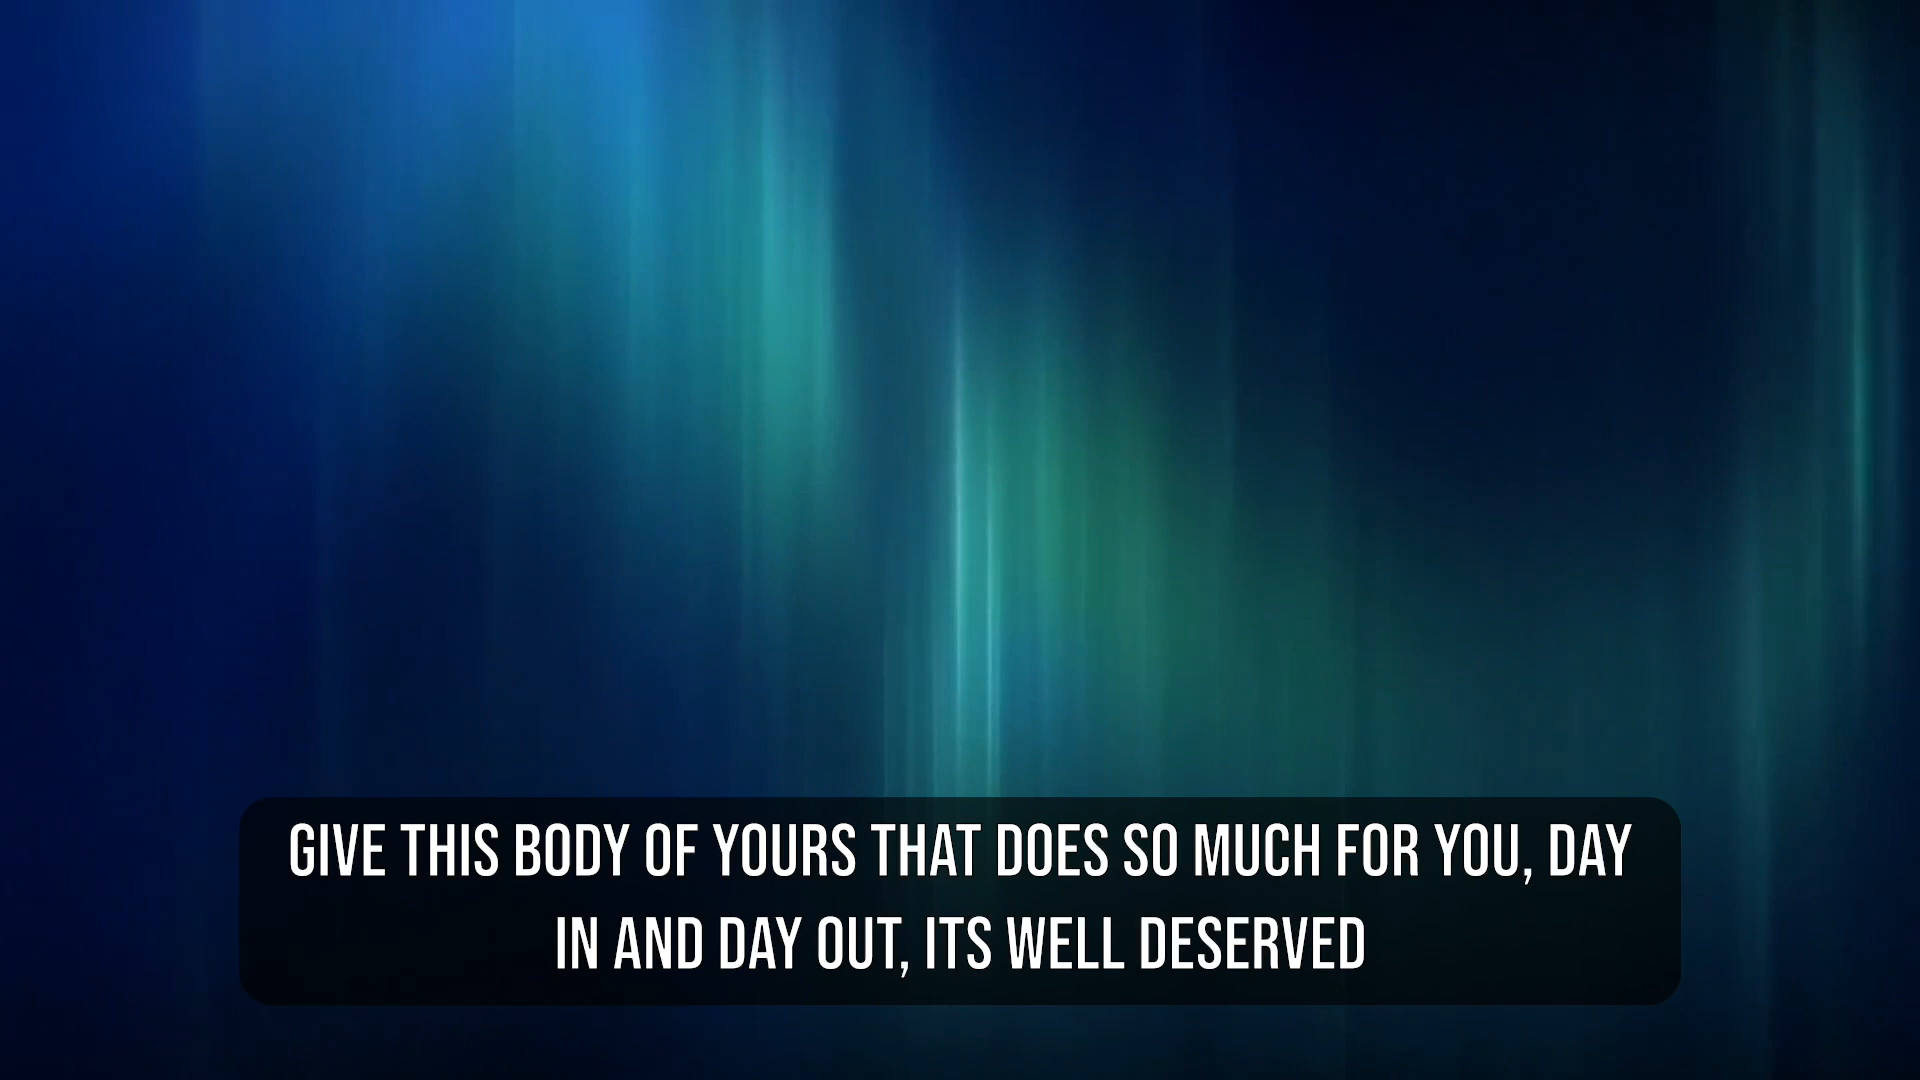 GIVE THIS BODY OF YOURS THAT DOES SO MUCH FOR YOU, DAY
IN AND DAY OUT, ITS WELL DESERVED